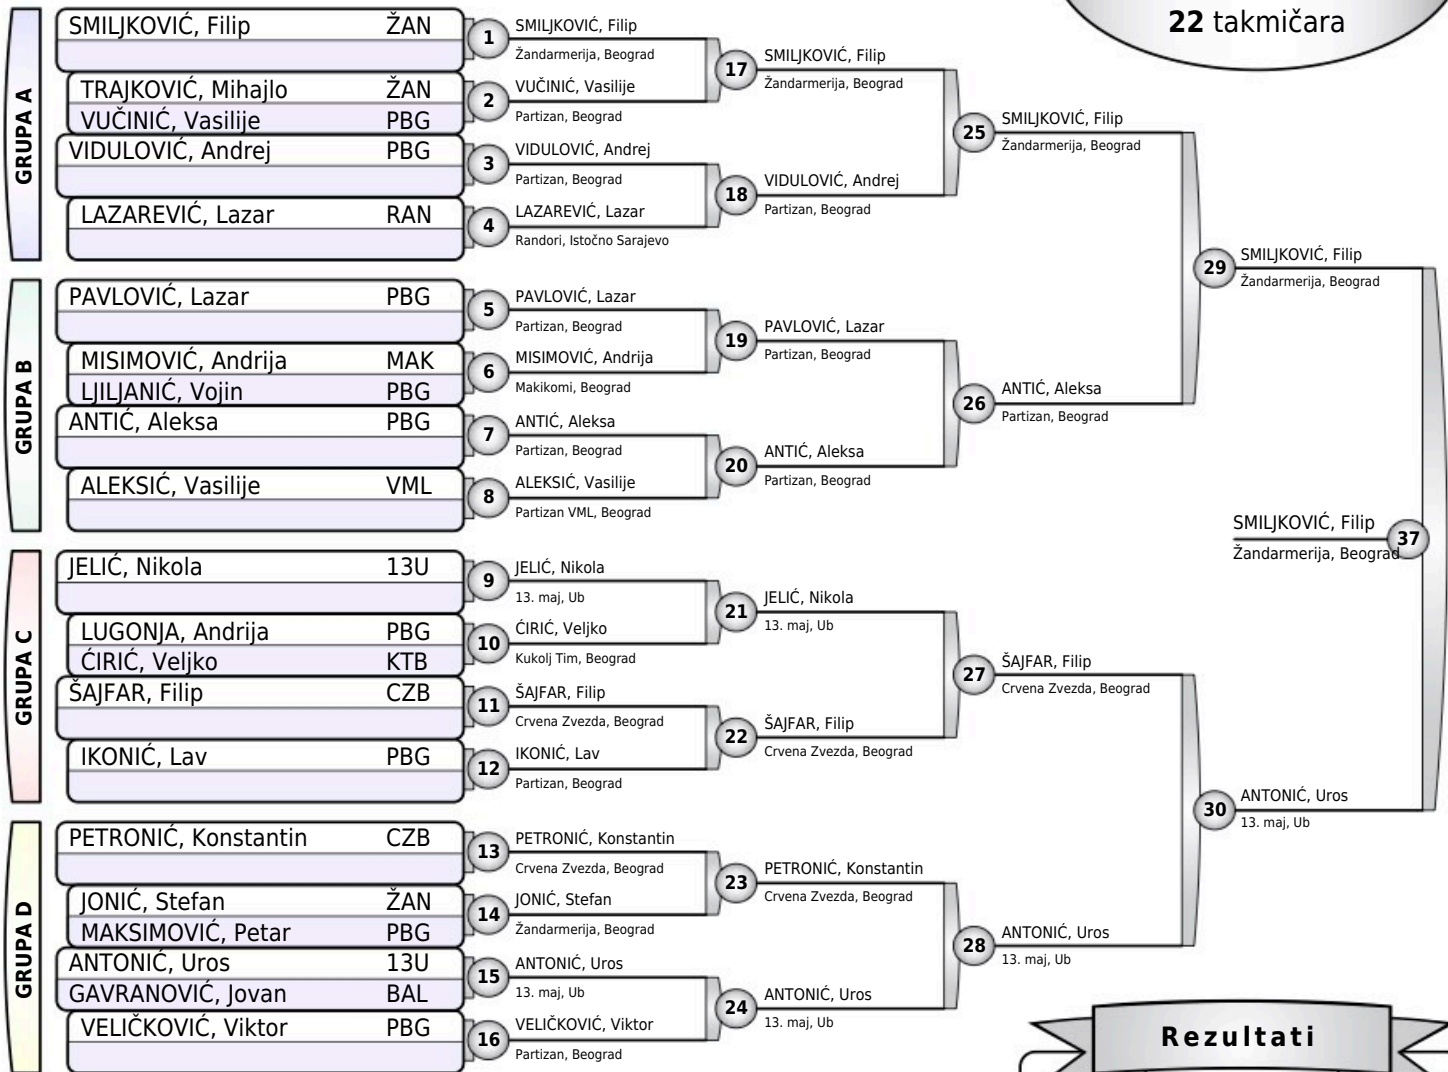 22 takmičara
GRUPA A
SMILJKOVIĆ, Filip ŽAN
TRAJKOVIĆ, Mihajlo ŽAN
VUČINIĆ, Vasilije PBG
VIDULOVIĆ, Andrej PBG
LAZAREVIĆ, Lazar RAN
GRUPA B
PAVLOVIĆ, Lazar PBG
MISIMOVIĆ, Andrija MAK
LJILJANIĆ, Vojin PBG
ANTIĆ, Aleksa PBG
ALEKSIĆ, Vasilije VML
GRUPA C
JELIĆ, Nikola 13U
LUGONJA, Andrija PBG
ĆIRIĆ, Veljko KTB
ŠAJFAR, Filip CZB
IKONIĆ, Lav PBG
GRUPA D
PETRONIĆ, Konstantin CZB
JONIĆ, Stefan ŽAN
MAKSIMOVIĆ, Petar PBG
ANTONIĆ, Uros 13U
GAVRANOVIĆ, Jovan BAL
VELIČKOVIĆ, Viktor PBG
1 SMILJKOVIĆ, Filip
Žandarmerija, Beograd
2 VUČINIĆ, Vasilije
Partizan, Beograd
3 VIDULOVIĆ, Andrej
Partizan, Beograd
4 LAZAREVIĆ, Lazar
Randori, Istočno Sarajevo
5 PAVLOVIĆ, Lazar
Partizan, Beograd
6 MISIMOVIĆ, Andrija
Makikomi, Beograd
7 ANTIĆ, Aleksa
Partizan, Beograd
8 ALEKSIĆ, Vasilije
Partizan VML, Beograd
9 JELIĆ, Nikola
13. maj, Ub
10 ĆIRIĆ, Veljko
Kukolj Tim, Beograd
11 ŠAJFAR, Filip
Crvena Zvezda, Beograd
12 IKONIĆ, Lav
Partizan, Beograd
13 PETRONIĆ, Konstantin
Crvena Zvezda, Beograd
14 JONIĆ, Stefan
Žandarmerija, Beograd
15 ANTONIĆ, Uros
13. maj, Ub
16 VELIČKOVIĆ, Viktor
Partizan, Beograd
17 SMILJKOVIĆ, Filip
Žandarmerija, Beograd
18 VIDULOVIĆ, Andrej
Partizan, Beograd
19 PAVLOVIĆ, Lazar
Partizan, Beograd
20 ANTIĆ, Aleksa
Partizan, Beograd
21 JELIĆ, Nikola
13. maj, Ub
22 ŠAJFAR, Filip
Crvena Zvezda, Beograd
23 PETRONIĆ, Konstantin
Crvena Zvezda, Beograd
24 ANTONIĆ, Uros
13. maj, Ub
25 SMILJKOVIĆ, Filip
Žandarmerija, Beograd
26 ANTIĆ, Aleksa
Partizan, Beograd
27 ŠAJFAR, Filip
Crvena Zvezda, Beograd
28 ANTONIĆ, Uros
13. maj, Ub
29 SMILJKOVIĆ, Filip
Žandarmerija, Beograd
30 ANTONIĆ, Uros
13. maj, Ub
SMILJKOVIĆ, Filip 37
Žandarmerija, Beograd
Rezultati